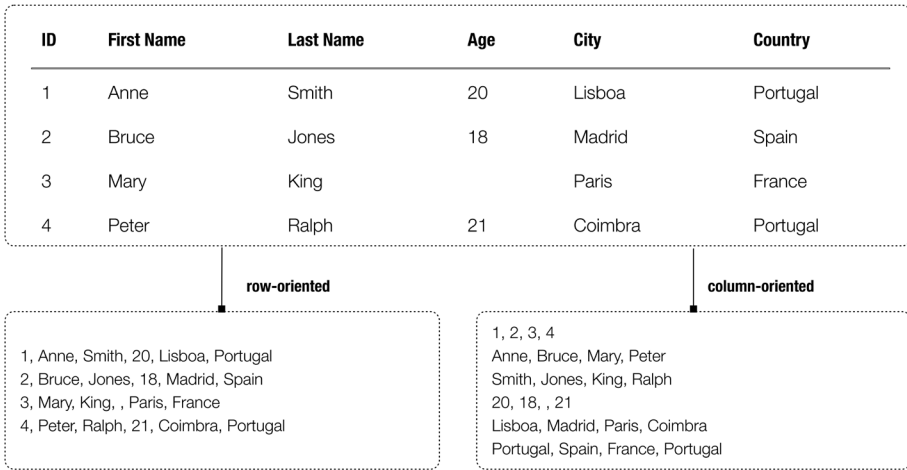 ID First Name Last Name Age City Country
1 Anne Smith 20 Lisboa Portugal
2 Bruce Jones 18 Madrid Spain
3 Mary King Paris France
4 Peter Ralph 21 Coimbra Portugal
row-oriented
column-oriented
1, Anne, Smith, 20, Lisboa, Portugal
2, Bruce, Jones, 18, Madrid, Spain
3, Mary, King, , Paris, France
4, Peter, Ralph, 21, Coimbra, Portugal
1, 2, 3, 4
Anne, Bruce, Mary, Peter
Smith, Jones, King, Ralph
20, 18, , 21
Lisboa, Madrid, Paris, Coimbra
Portugal, Spain, France, Portugal